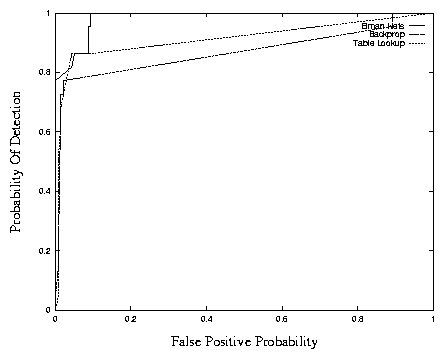 1
Elman Nets
Backprop
Table Lookup
0.8
0.6
0.4
0.2
0
0 0.2 0.4 0.6 0.8 1
Probability Of Detection
False Positive Probability